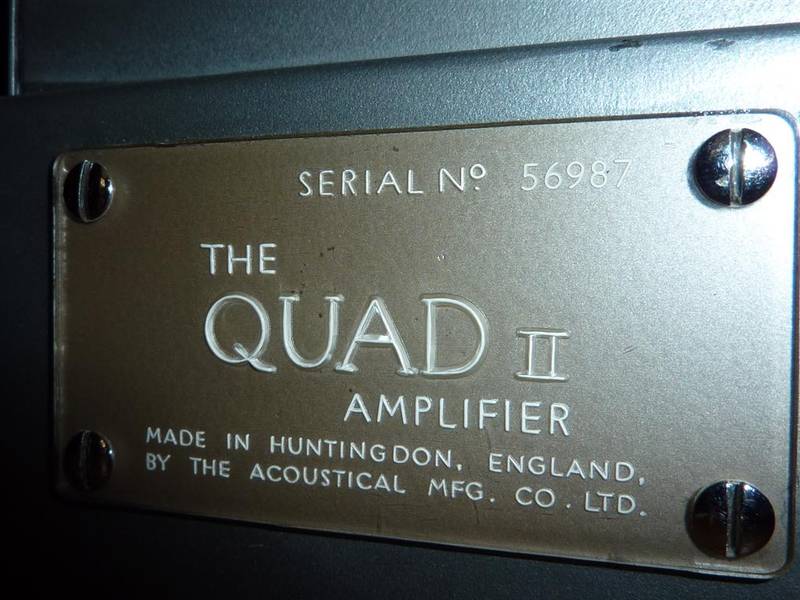 SERIAL Nº 56987
THE
QUAD II
AMPLIFIER
MADE IN HUNTINGDON, ENGLAND,
BY THE ACOUSTICAL MFG. CO. LTD.